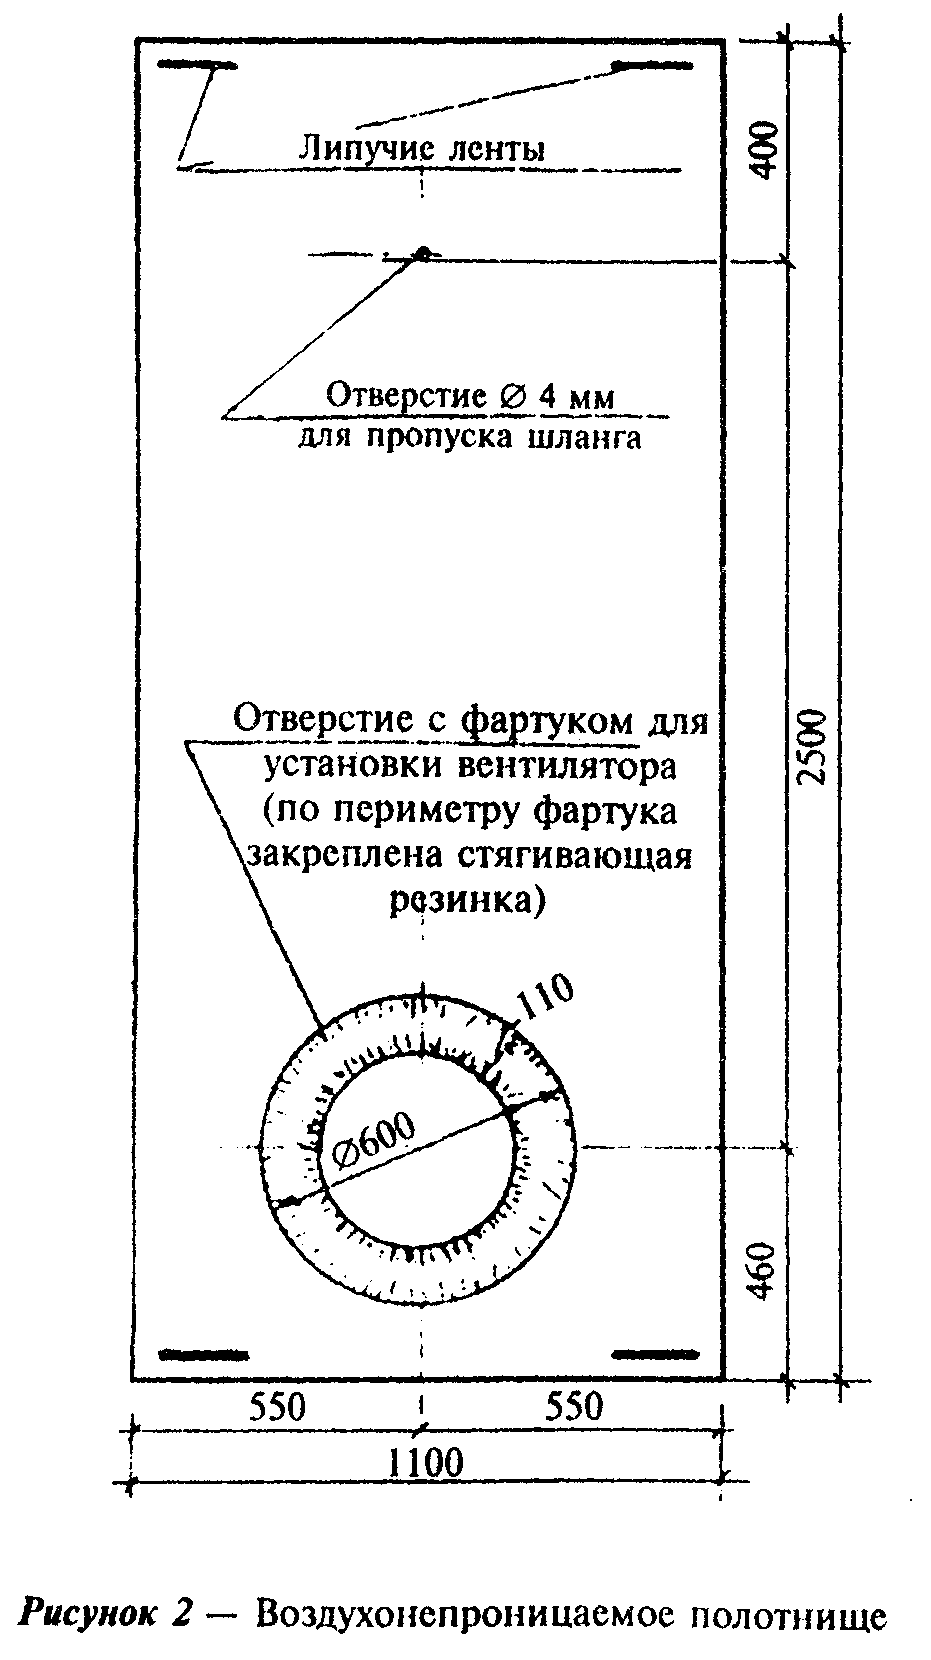 Липучие ленты
400
Отверстие ∅ 4 мм
для пропуска шланга
Отверстие с фартуком для
установки вентилятора
(по периметру фартука
закреплена стягивающая
резинка)
2500
110
∅600
460
550 550
1100
Рисунок 2 — Воздухонепроницаемое полотнище